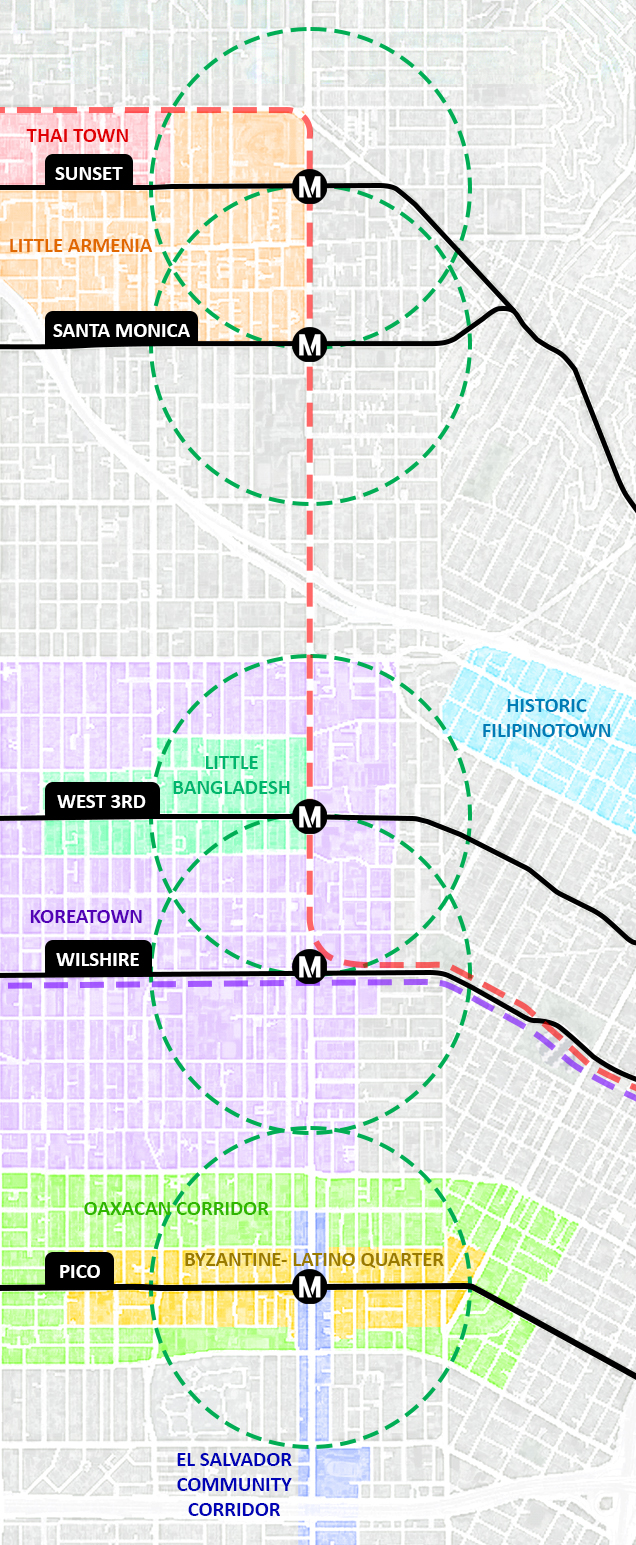 THAI TOWN
SUNSET
M
LITTLE ARMENIA
SANTA MONICA
M
HISTORIC
FILIPINOTOWN
LITTLE
BANGLADESH
WEST 3RD
M
KOREATOWN
WILSHIRE
M
OAXACAN CORRIDOR
BYZANTINE- LATINO QUARTER
PICO
M
EL SALVADOR
COMMUNITY
CORRIDOR